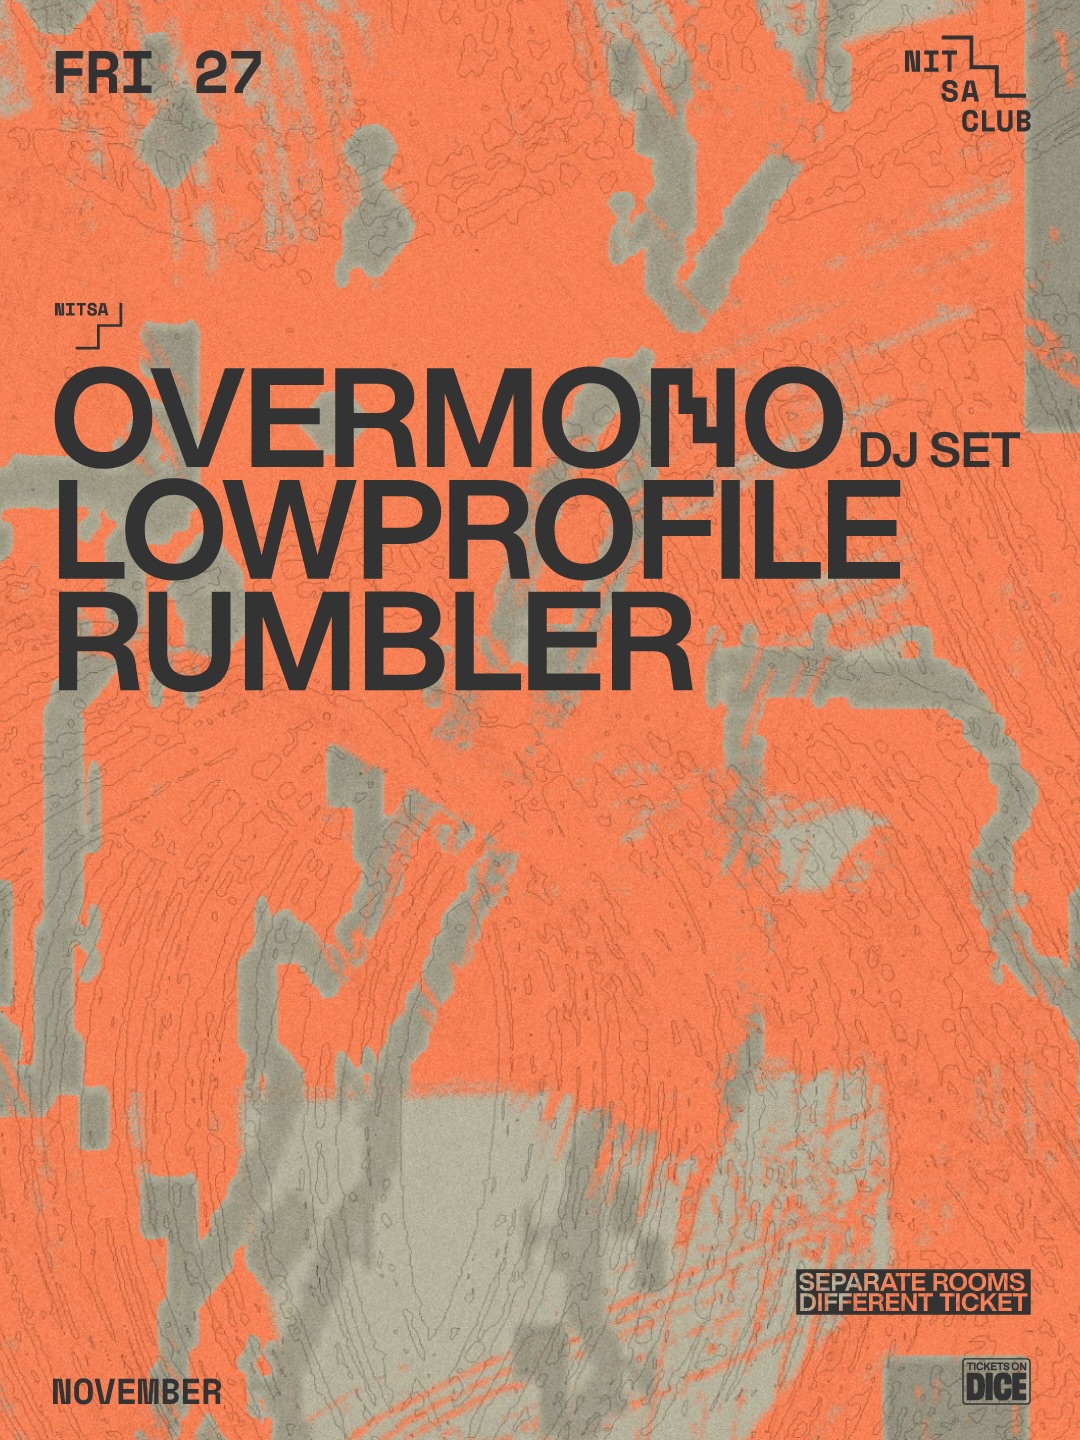 FRI 27
NIT
SA
CLUB
NITSA
OVERMONO DJ SET
LOWPROFILE
RUMBLER
SEPARATE ROOMS
DIFFERENT TICKET
NOVEMBER
TICKETS ON
DICE